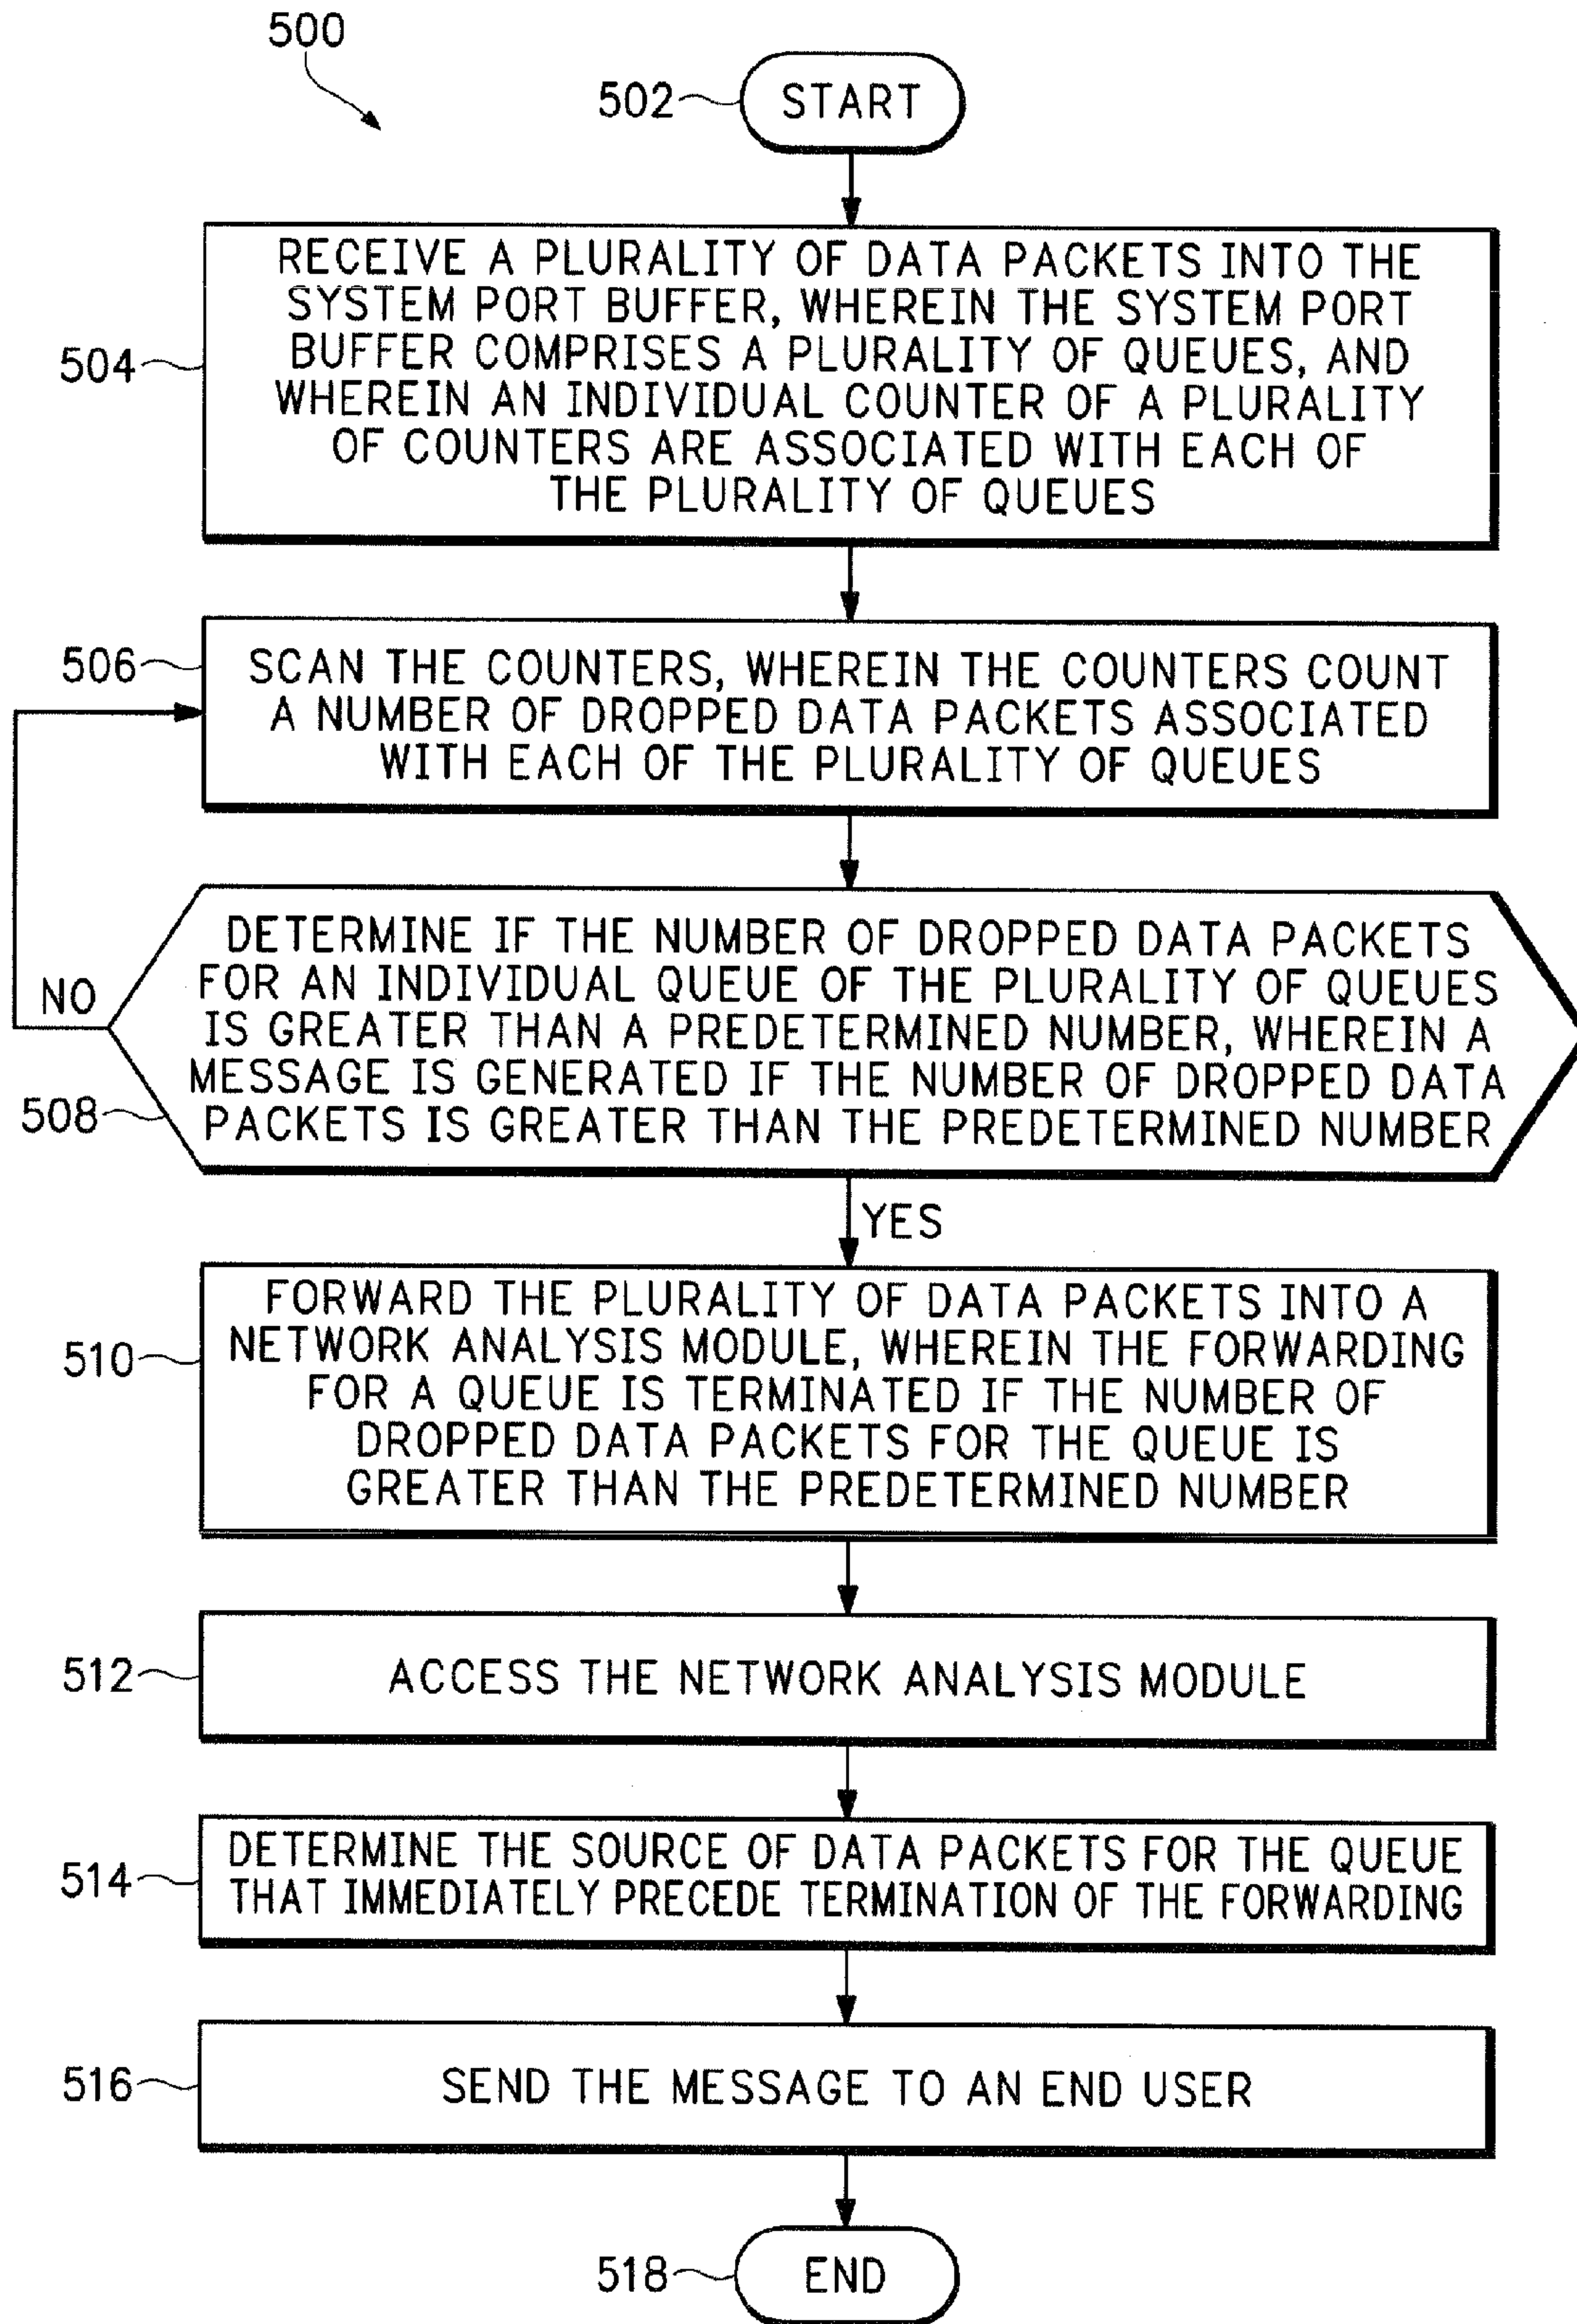 500
502
START
RECEIVE A PLURALITY OF DATA PACKETS INTO THE
SYSTEM PORT BUFFER, WHEREIN THE SYSTEM PORT
BUFFER COMPRISES A PLURALITY OF QUEUES, AND
WHEREIN AN INDIVIDUAL COUNTER OF A PLURALITY
OF COUNTERS ARE ASSOCIATED WITH EACH OF
THE PLURALITY OF QUEUES
504
506
SCAN THE COUNTERS, WHEREIN THE COUNTERS COUNT
A NUMBER OF DROPPED DATA PACKETS ASSOCIATED
WITH EACH OF THE PLURALITY OF QUEUES
DETERMINE IF THE NUMBER OF DROPPED DATA PACKETS
FOR AN INDIVIDUAL QUEUE OF THE PLURALITY OF QUEUES
IS GREATER THAN A PREDETERMINED NUMBER, WHEREIN A
MESSAGE IS GENERATED IF THE NUMBER OF DROPPED DATA
PACKETS IS GREATER THAN THE PREDETERMINED NUMBER
NO
508
YES
FORWARD THE PLURALITY OF DATA PACKETS INTO A
NETWORK ANALYSIS MODULE, WHEREIN THE FORWARDING
FOR A QUEUE IS TERMINATED IF THE NUMBER OF
DROPPED DATA PACKETS FOR THE QUEUE IS
GREATER THAN THE PREDETERMINED NUMBER
510
512
ACCESS THE NETWORK ANALYSIS MODULE
514
DETERMINE THE SOURCE OF DATA PACKETS FOR THE QUEUE
THAT IMMEDIATELY PRECEDE TERMINATION OF THE FORWARDING
516
SEND THE MESSAGE TO AN END USER
518
END